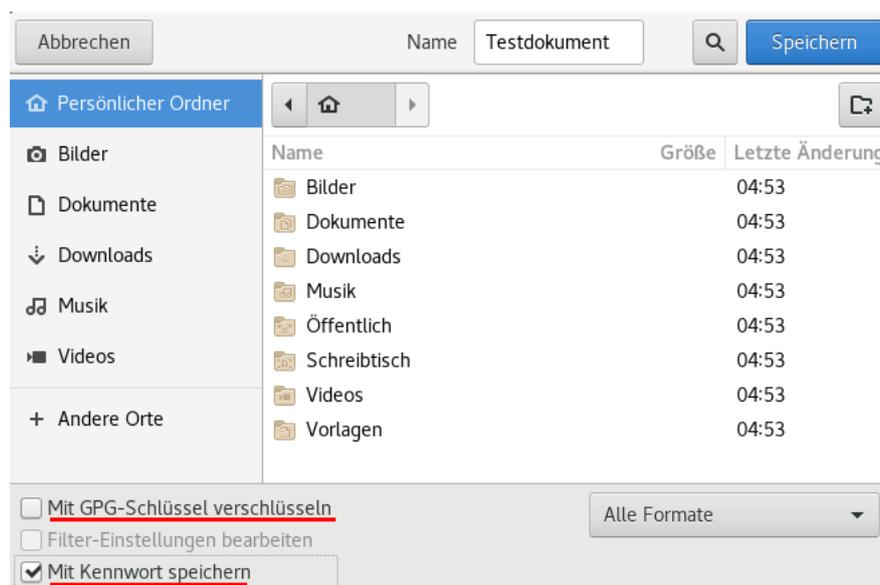 Abbrechen Name Testdokument Speichern
Persönlicher Ordner
Bilder
Dokumente
Downloads
Musik
Videos
Andere Orte
Name Größe Letzte Änderung
Bilder 04:53
Dokumente 04:53
Downloads 04:53
Musik 04:53
Öffentlich 04:53
Schreibtisch 04:53
Videos 04:53
Vorlagen 04:53
Mit GPG-Schlüssel verschlüsseln
Alle Formate
Filter-Einstellungen bearbeiten
Mit Kennwort speichern